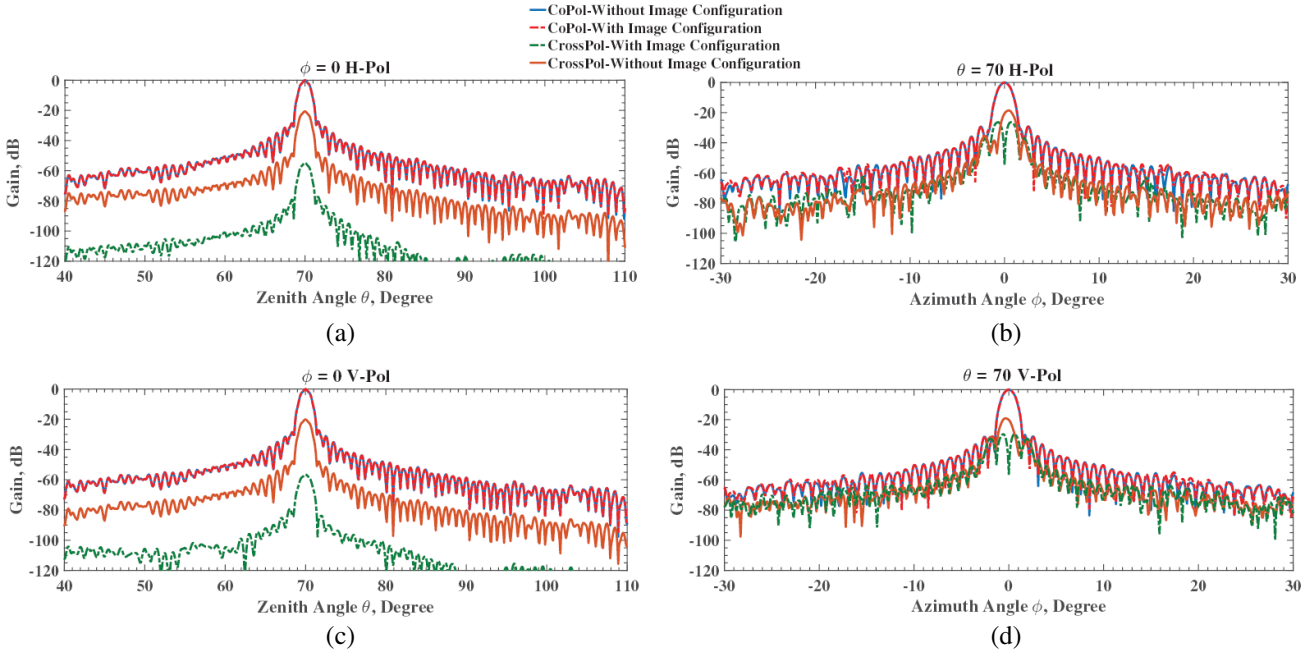 CoPol-Without Image Configuration
CoPol-With Image Configuration
CrossPol-With Image Configuration
CrossPol-Without Image Configuration
ϕ = 0 H-Pol
0
-20
-40
-60
-80
-100
-120
Gain, dB
40 50 60 70 80 90 100 110
Zenith Angle θ, Degree
(a)
θ = 70 H-Pol
0
-20
-40
-60
-80
-100
-120
Gain, dB
-30 -20 -10 0 10 20 30
Azimuth Angle ϕ, Degree
(b)
ϕ = 0 V-Pol
0
-20
-40
-60
-80
-100
-120
Gain, dB
40 50 60 70 80 90 100 110
Zenith Angle θ, Degree
(c)
θ = 70 V-Pol
0
-20
-40
-60
-80
-100
-120
Gain, dB
-30 -20 -10 0 10 20 30
Azimuth Angle ϕ, Degree
(d)